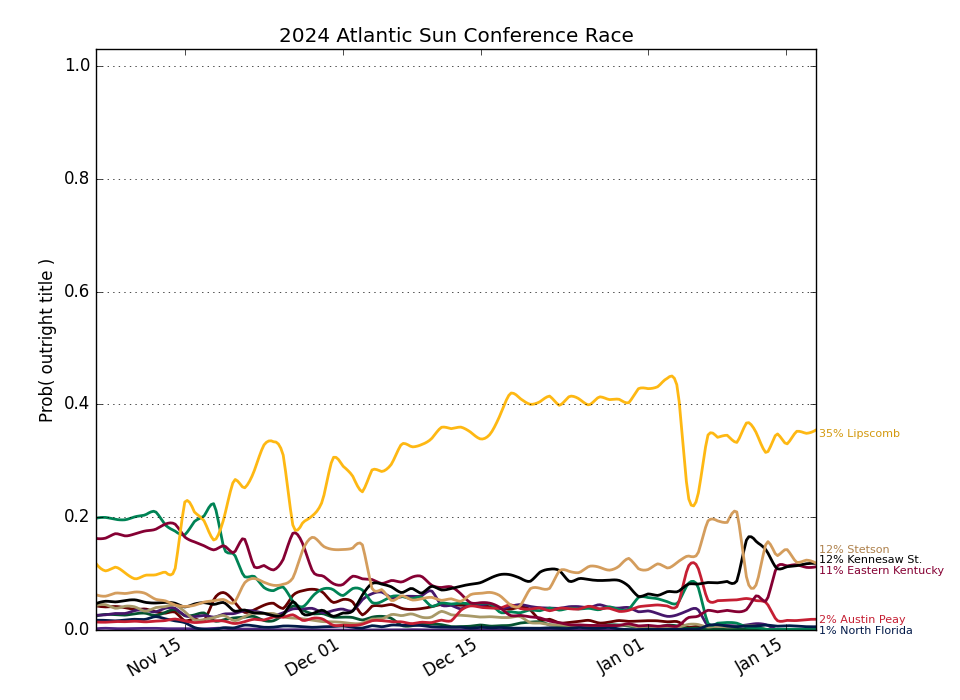 2024 Atlantic Sun Conference Race
Prob( outright title )
1.0
0.8
0.6
0.4
0.2
0.0
35% Lipscomb
12% Stetson
12% Kennesaw St.
11% Eastern Kentucky
2% Austin Peay
1% North Florida
Nov 15
Dec 01
Dec 15
Jan 01
Jan 15